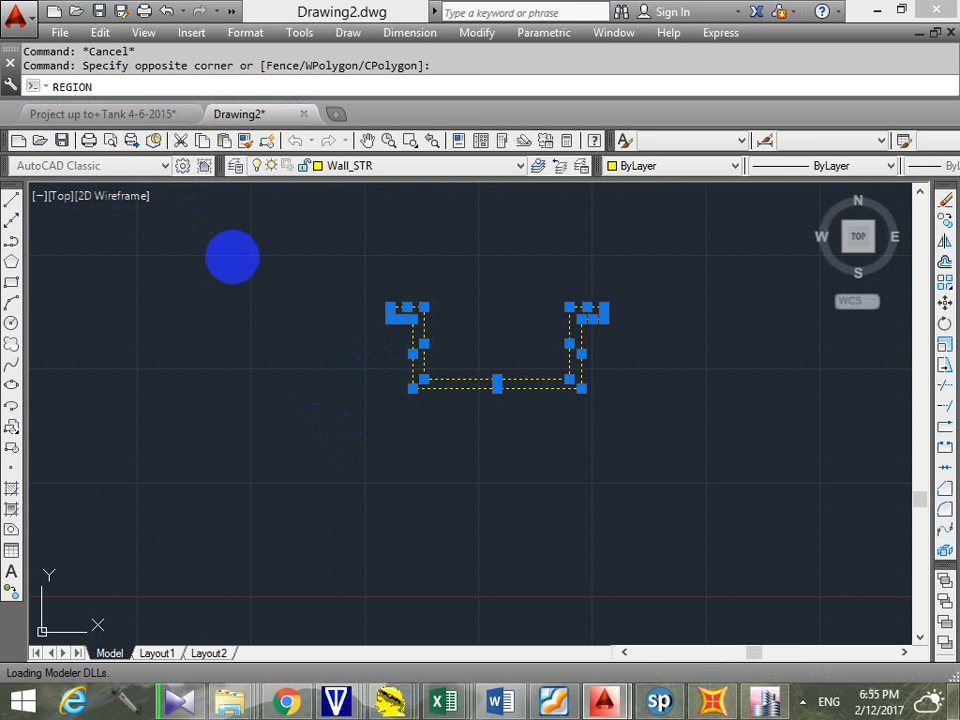 Drawing2.dwg
Type a keyword or phrase
Sign In
File Edit View Insert Format Tools Draw Dimension Modify Parametric Window Help Express
Command: *Cancel*
Command: Specify opposite corner or [Fence/WPolygon/CPolygon]:
REGION
Project up to+ Tank 4-6-2015* Drawing2*
AutoCAD Classic Wall_STR ByLayer ByLayer
[−][Top][2D Wireframe]
N
W TOP E
S
WCS
Y
X
Model Layout1 Layout2
Loading Modeler DLLs.
ENG
6:55 PM
2/12/2017